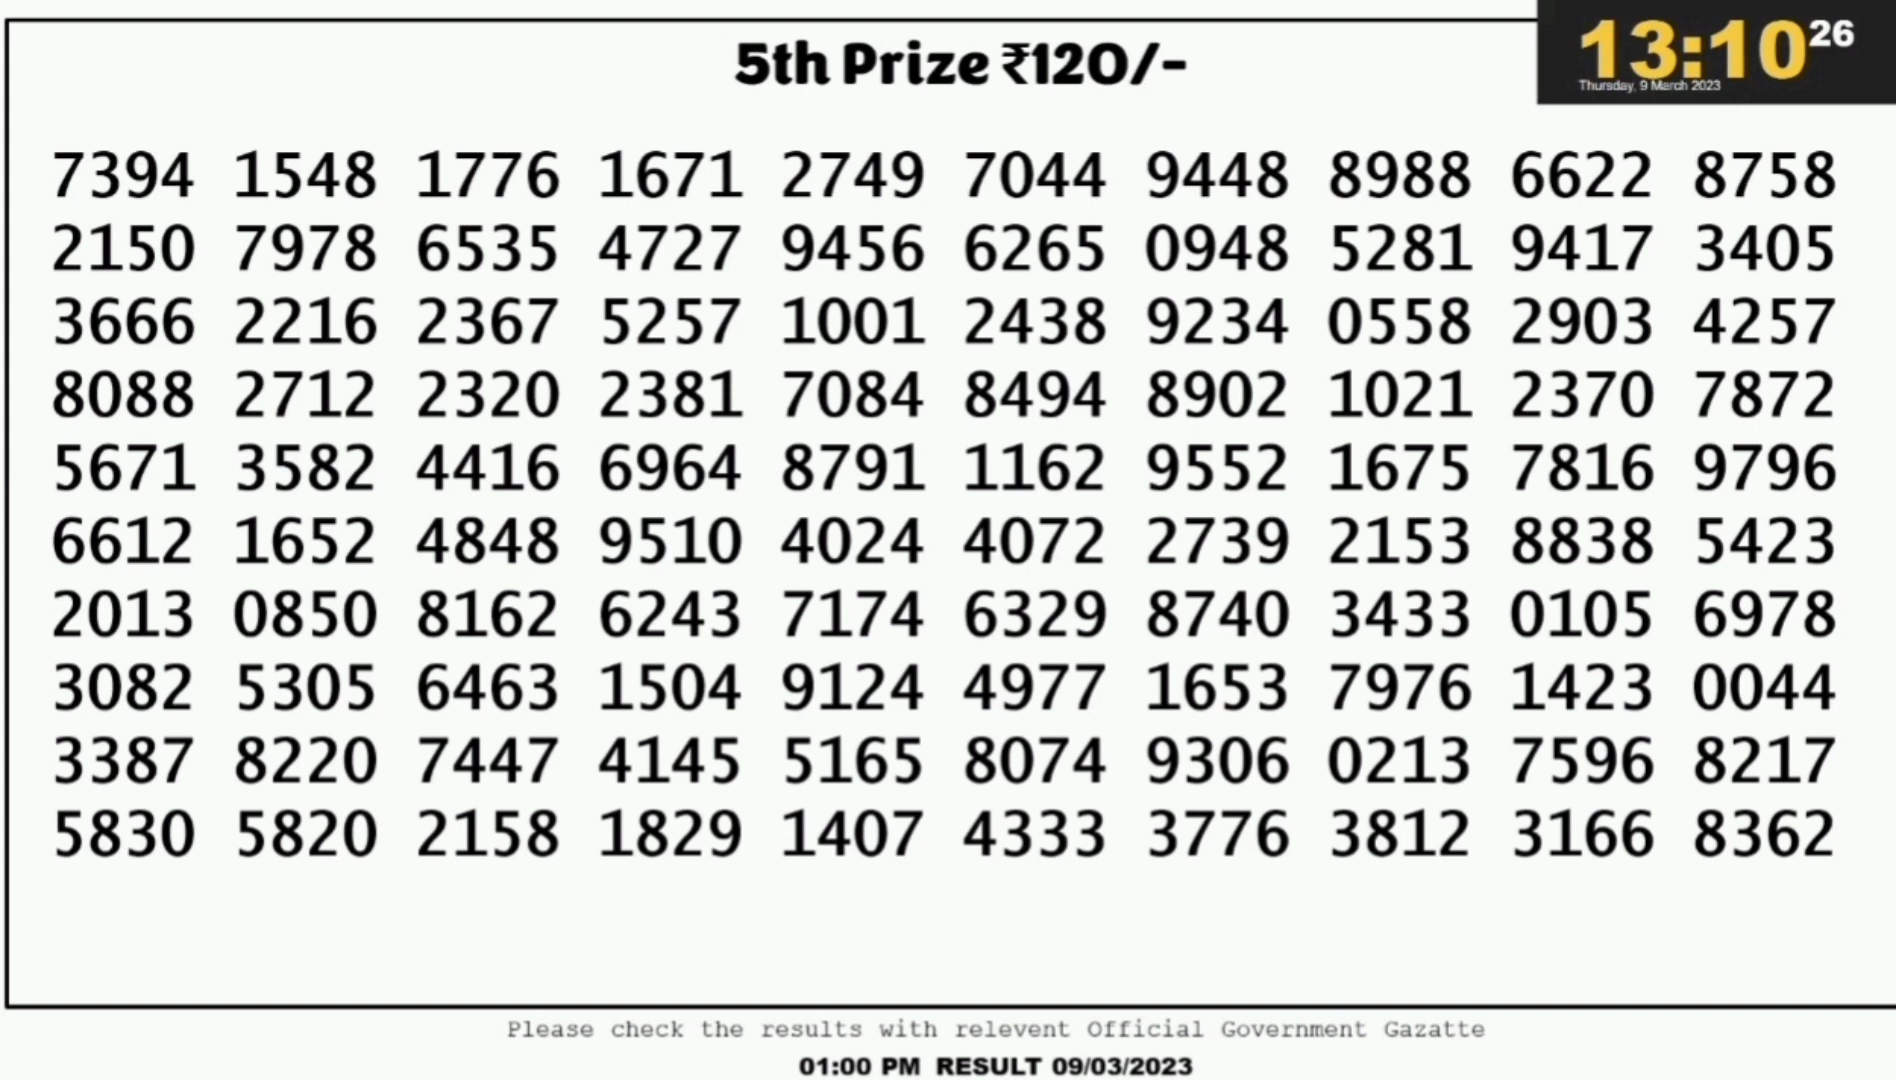 5th Prize ₹120/-
13:10 26
Thursday, 9 March 2023
7394 1548 1776 1671 2749 7044 9448 8988 6622 8758
2150 7978 6535 4727 9456 6265 0948 5281 9417 3405
3666 2216 2367 5257 1001 2438 9234 0558 2903 4257
8088 2712 2320 2381 7084 8494 8902 1021 2370 7872
5671 3582 4416 6964 8791 1162 9552 1675 7816 9796
6612 1652 4848 9510 4024 4072 2739 2153 8838 5423
2013 0850 8162 6243 7174 6329 8740 3433 0105 6978
3082 5305 6463 1504 9124 4977 1653 7976 1423 0044
3387 8220 7447 4145 5165 8074 9306 0213 7596 8217
5830 5820 2158 1829 1407 4333 3776 3812 3166 8362
Please check the results with relevent Official Government Gazatte
01:00 PM RESULT 09/03/2023